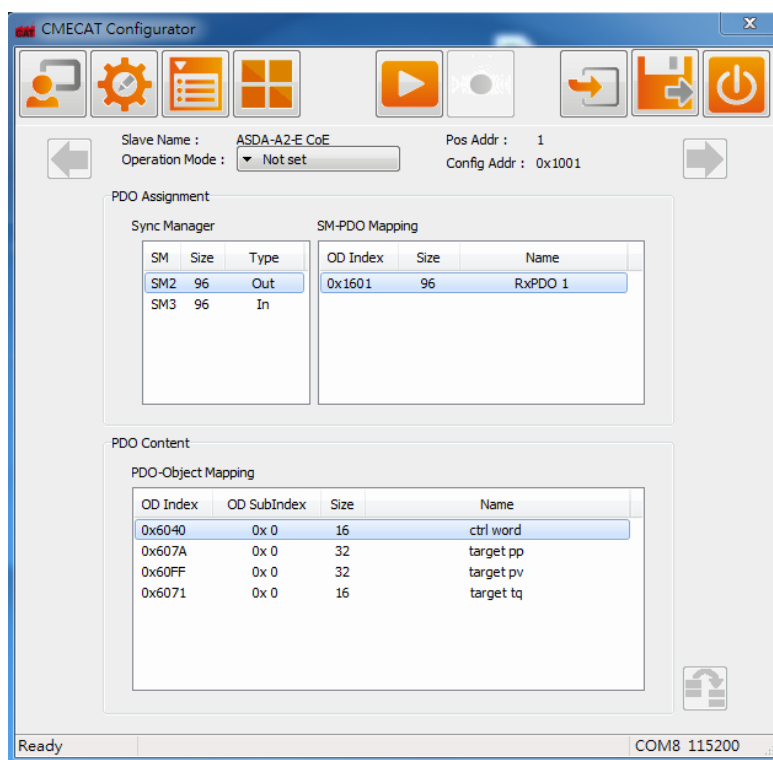 CAT CMECAT Configurator x
Slave Name : ASDA-A2-E CoE Pos Addr : 1
Operation Mode : Not set Config Addr : 0x1001
PDO Assignment
Sync Manager SM-PDO Mapping
SM Size Type OD Index Size Name
SM2 96 Out 0x1601 96 RxPDO 1
SM3 96 In
PDO Content
PDO-Object Mapping
OD Index OD SubIndex Size Name
0x6040 0x 0 16 ctrl word
0x607A 0x 0 32 target pp
0x60FF 0x 0 32 target pv
0x6071 0x 0 16 target tq
Ready COM8 115200